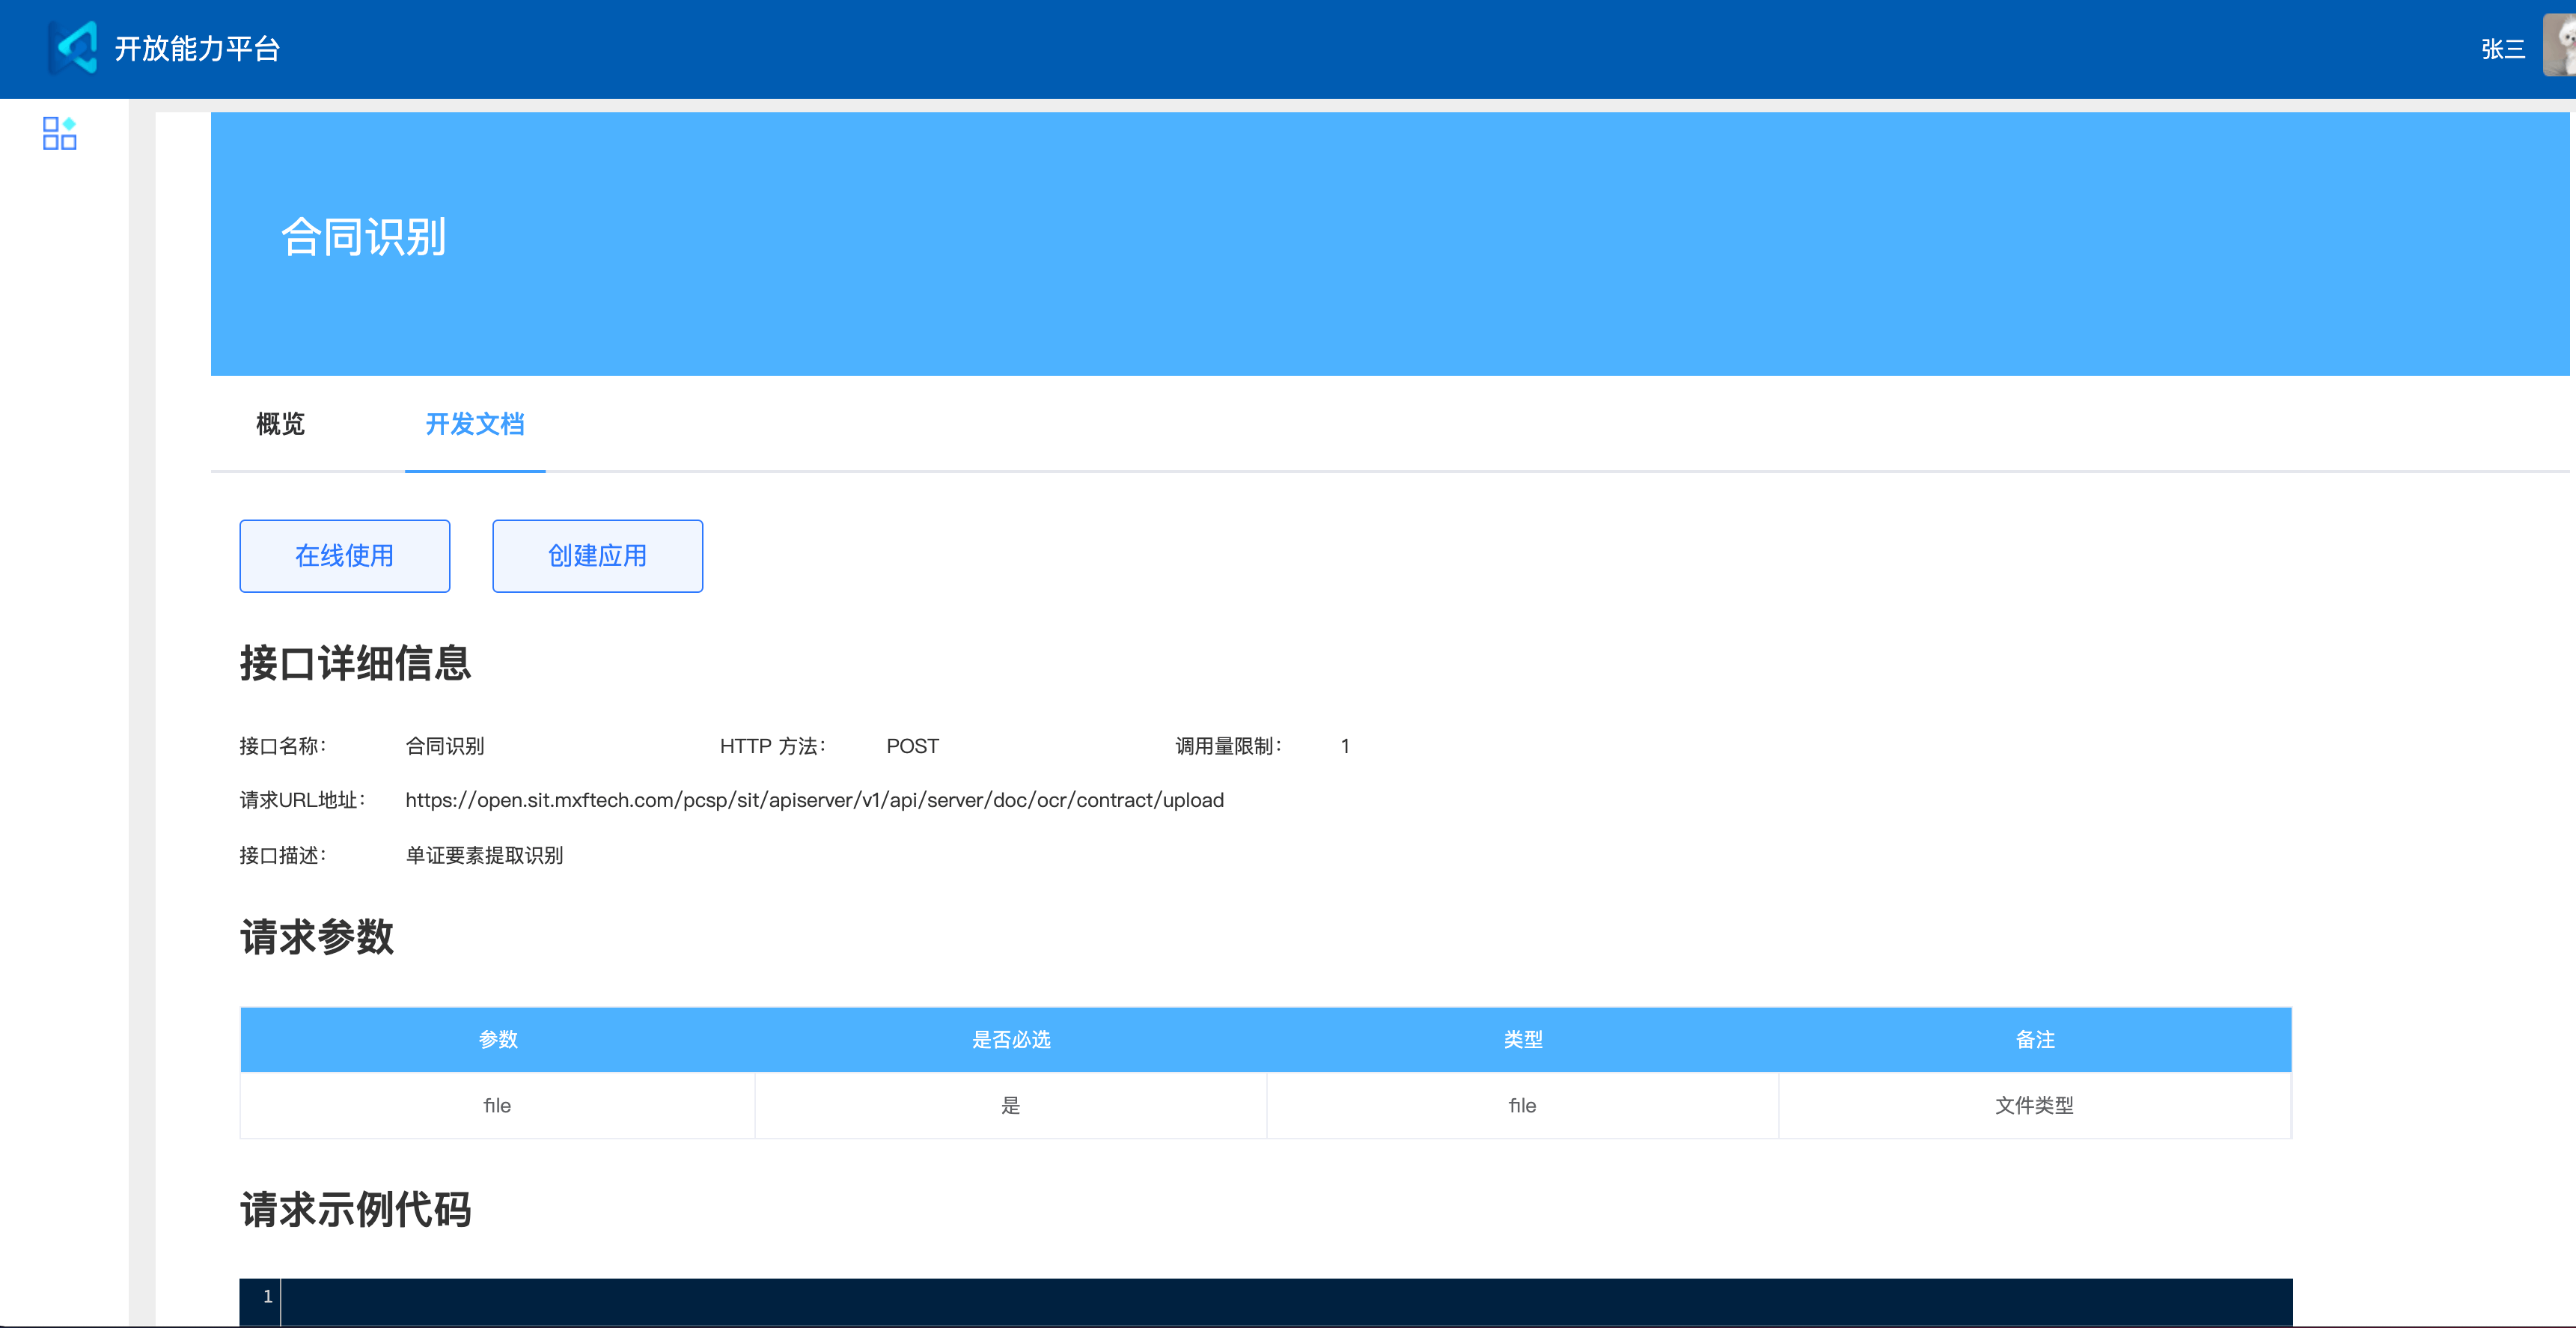 开放能力平台
张三
合同识别
概览 开发文档
在线使用 创建应用
接口详细信息
接口名称： 合同识别 HTTP 方法： POST 调用量限制： 1
请求URL地址： https://open.sit.mxftech.com/pcsp/sit/apiserver/v1/api/server/doc/ocr/contract/upload
接口描述： 单证要素提取识别
请求参数
参数 是否必选 类型 备注
file 是 file 文件类型
请求示例代码
1